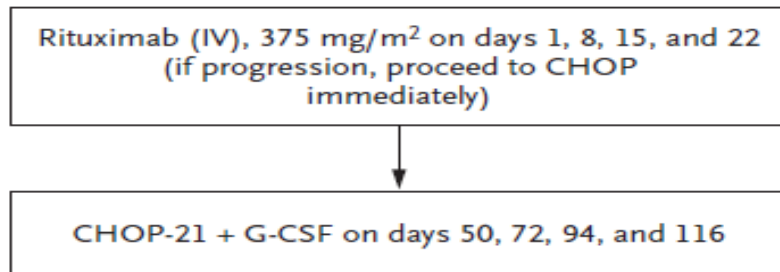 Rituximab (IV), 375 mg/m² on days 1, 8, 15, and 22
(if progression, proceed to CHOP
immediately)
CHOP-21 + G-CSF on days 50, 72, 94, and 116